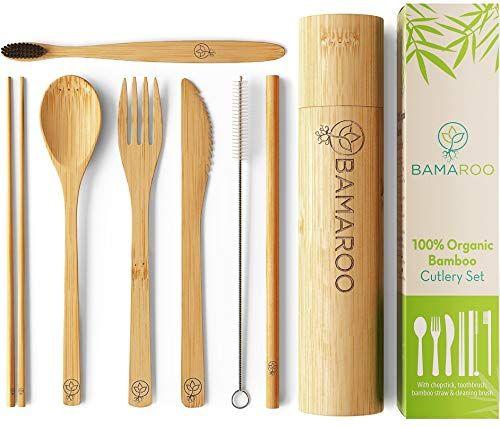 BAMAROO
BAMAROO
100% Organic
Bamboo
Cutlery Set
With chopstick, toothbrush,
bamboo straw & cleaning brush